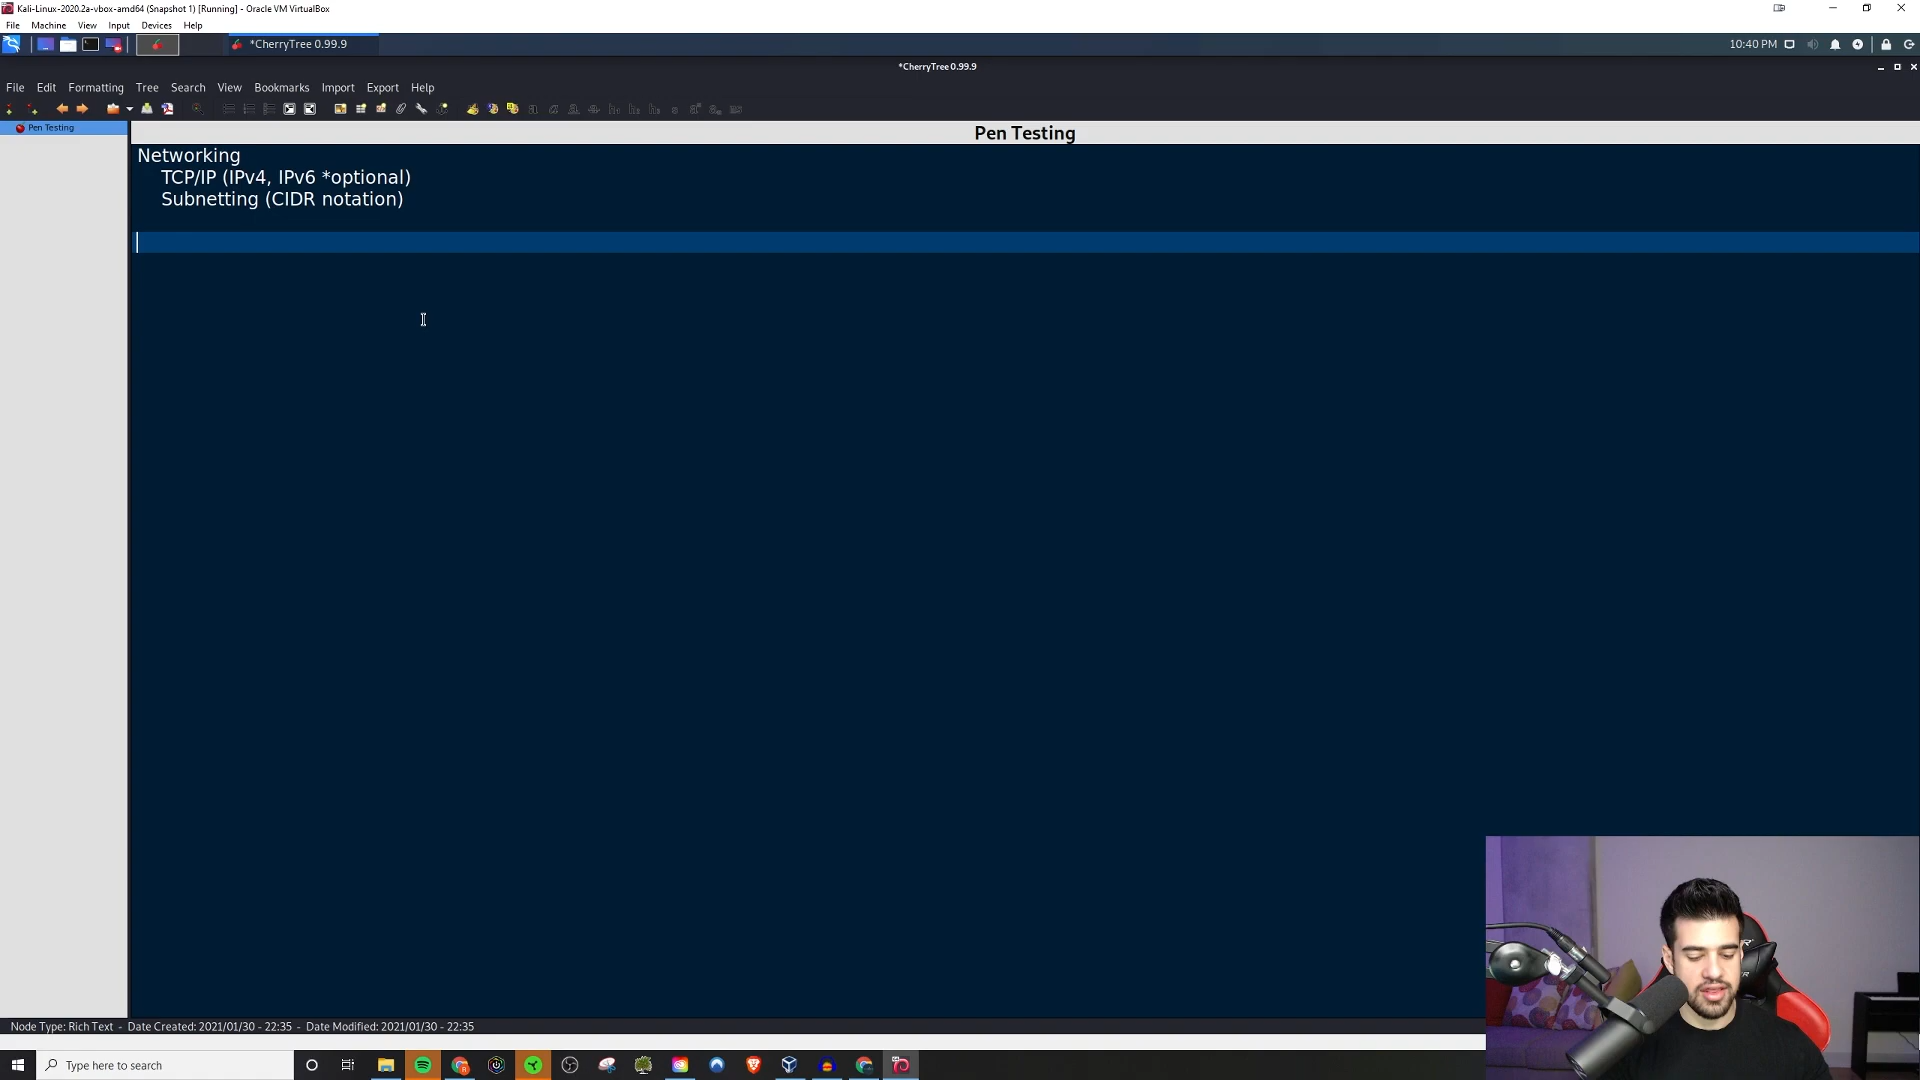 Kali-Linux-2020.2a-vbox-amd64 (Snapshot 1) [Running] - Oracle VM VirtualBox
File Machine View Input Devices Help
*CherryTree 0.99.9
10:40 PM
*CherryTree 0.99.9
File Edit Formatting Tree Search View Bookmarks Import Export Help
Pen Testing
Pen Testing
Networking
TCP/IP (IPv4, IPv6 *optional)
Subnetting (CIDR notation)
Node Type: Rich Text - Date Created: 2021/01/30 - 22:35 - Date Modified: 2021/01/30 - 22:35
Type here to search